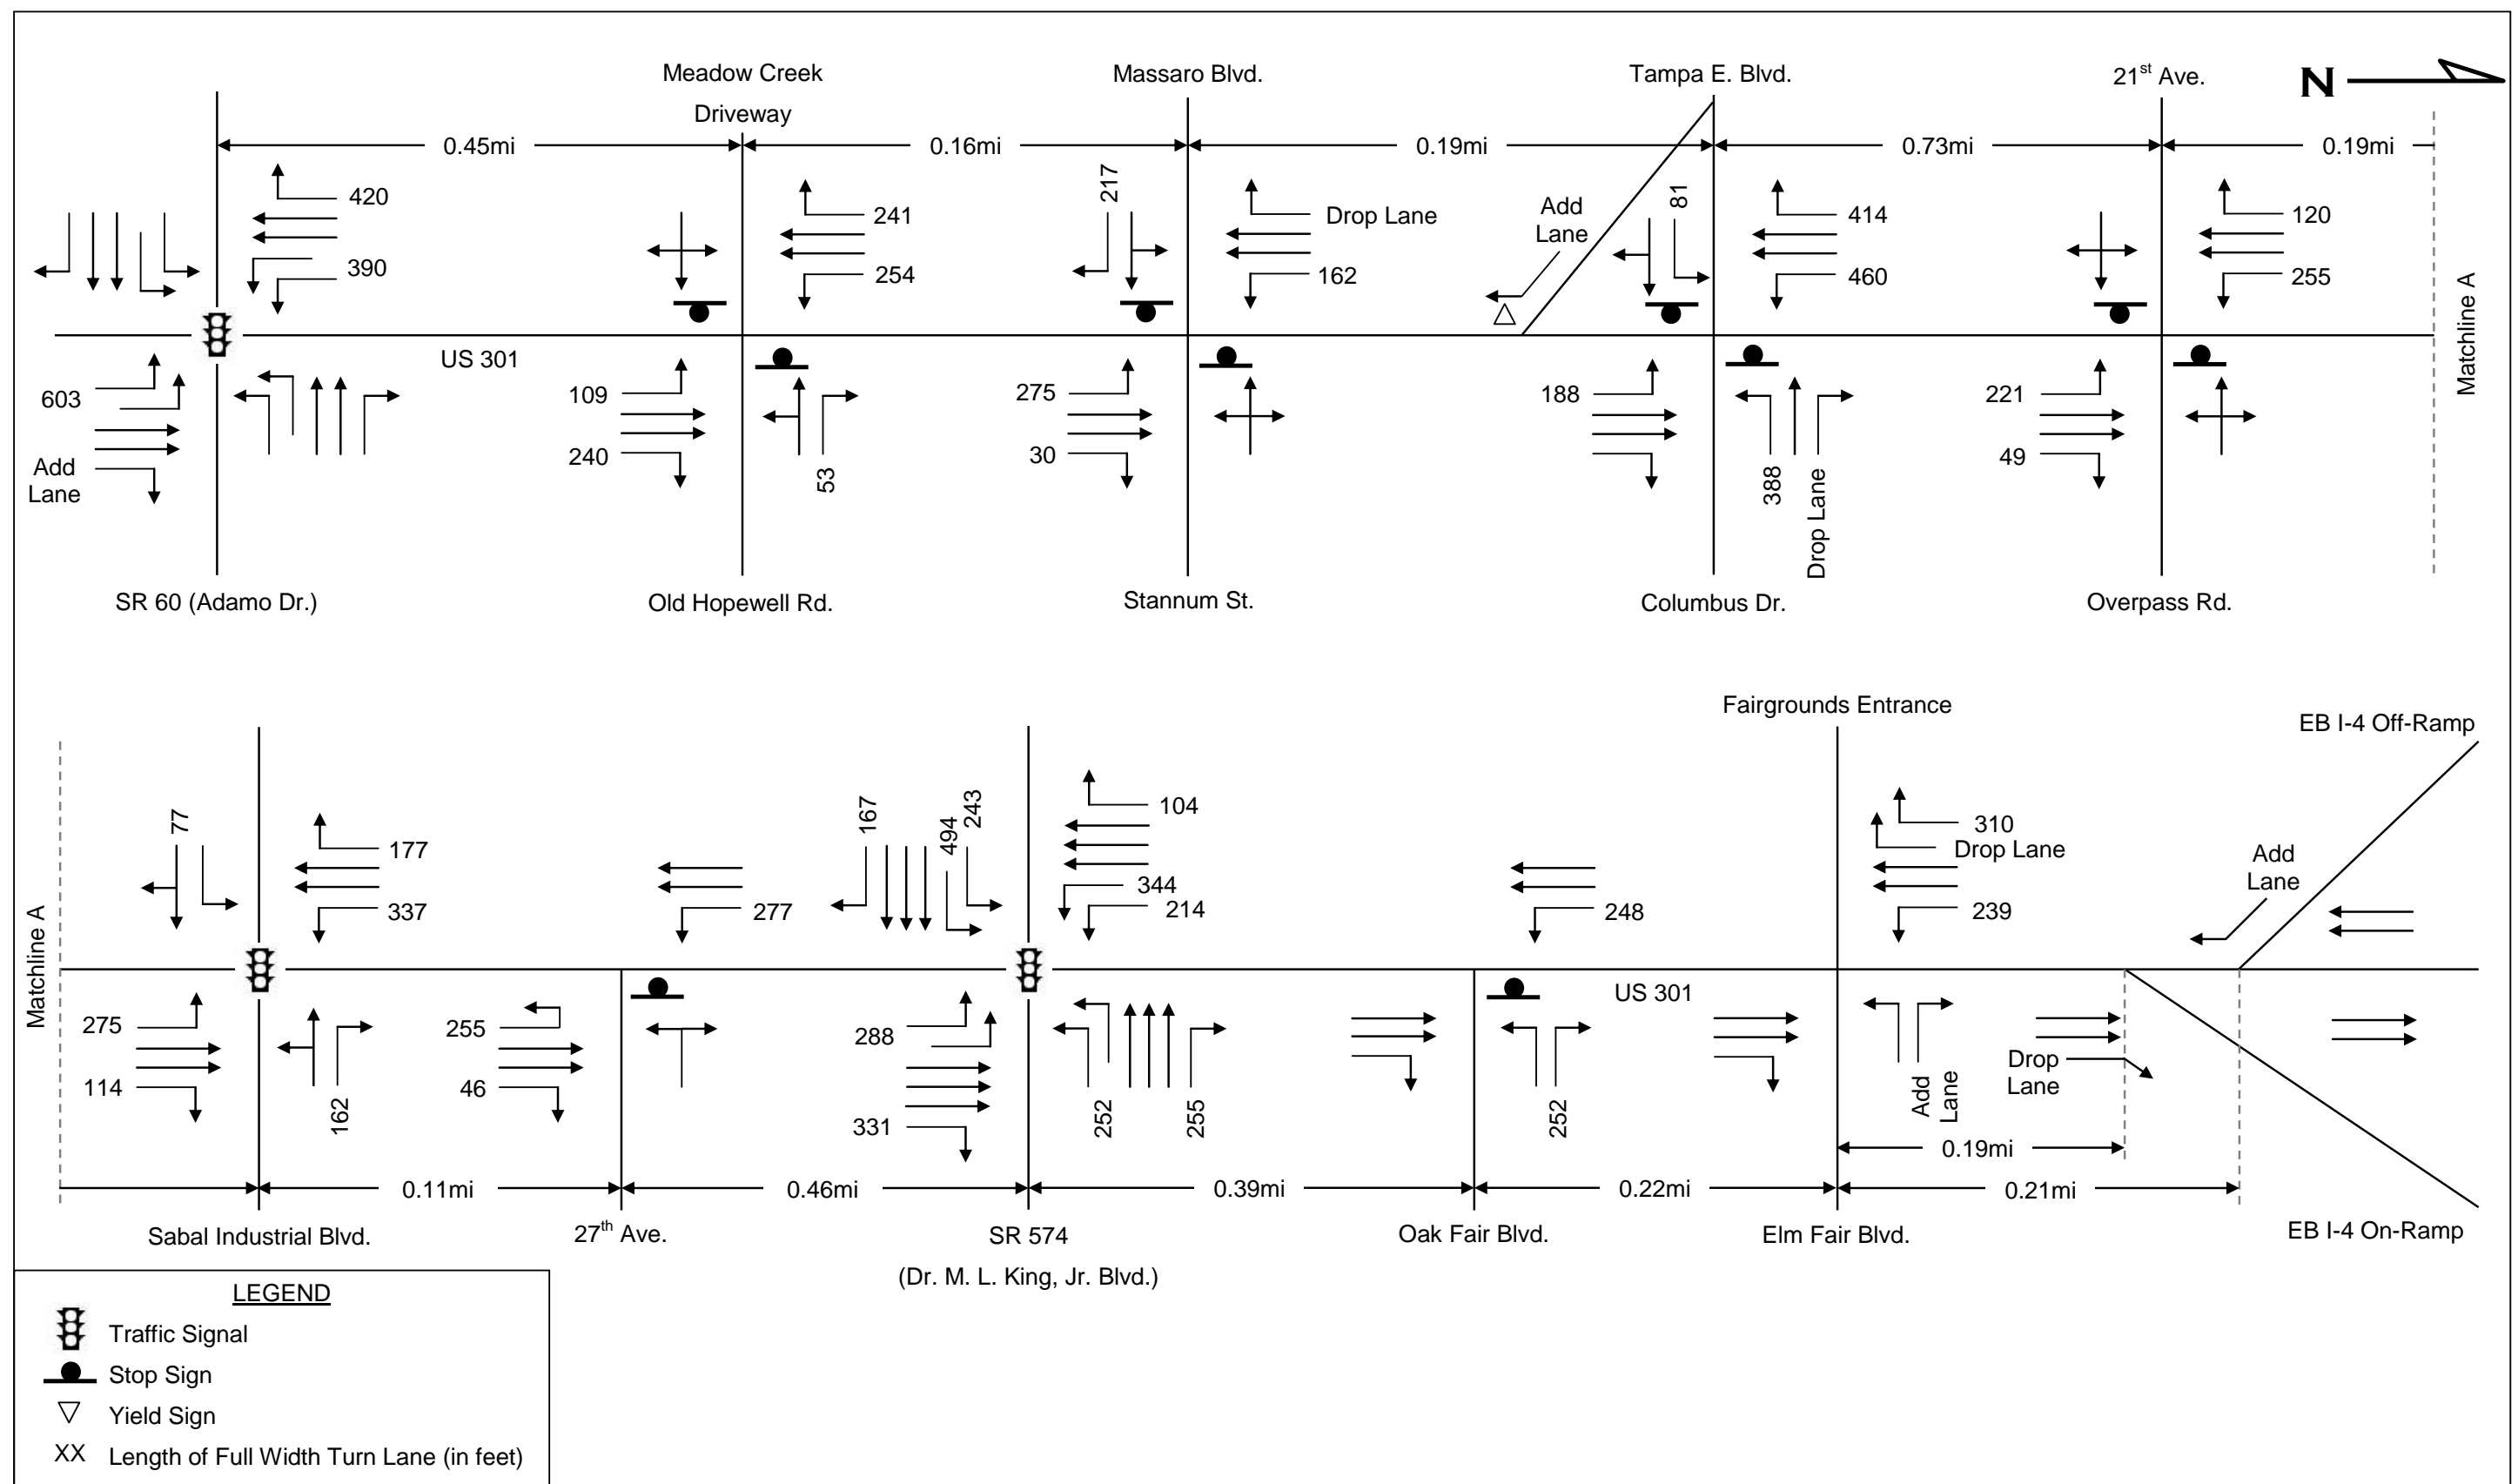 Meadow Creek
Driveway
Massaro Blvd.
Tampa E. Blvd.
21st Ave.
N
0.45mi
0.16mi
0.19mi
0.73mi
0.19mi
420
390
241
254
217
Drop Lane
162
Add
Lane
81
414
460
120
255
Matchline A
US 301
603
Add
Lane
109
240
53
275
30
188
388
Drop Lane
221
49
SR 60 (Adamo Dr.)
Old Hopewell Rd.
Stannum St.
Columbus Dr.
Overpass Rd.
Fairgrounds Entrance
EB I-4 Off-Ramp
Matchline A
77
177
337
277
167
494
243
104
344
214
248
310
Drop Lane
239
Add
Lane
US 301
275
114
162
255
46
288
331
252
255
252
Add
Lane
Drop
Lane
0.19mi
0.11mi
0.46mi
0.39mi
0.22mi
0.21mi
Sabal Industrial Blvd.
27th Ave.
SR 574
(Dr. M. L. King, Jr. Blvd.)
Oak Fair Blvd.
Elm Fair Blvd.
EB I-4 On-Ramp
LEGEND
Traffic Signal
Stop Sign
Yield Sign
XX Length of Full Width Turn Lane (in feet)